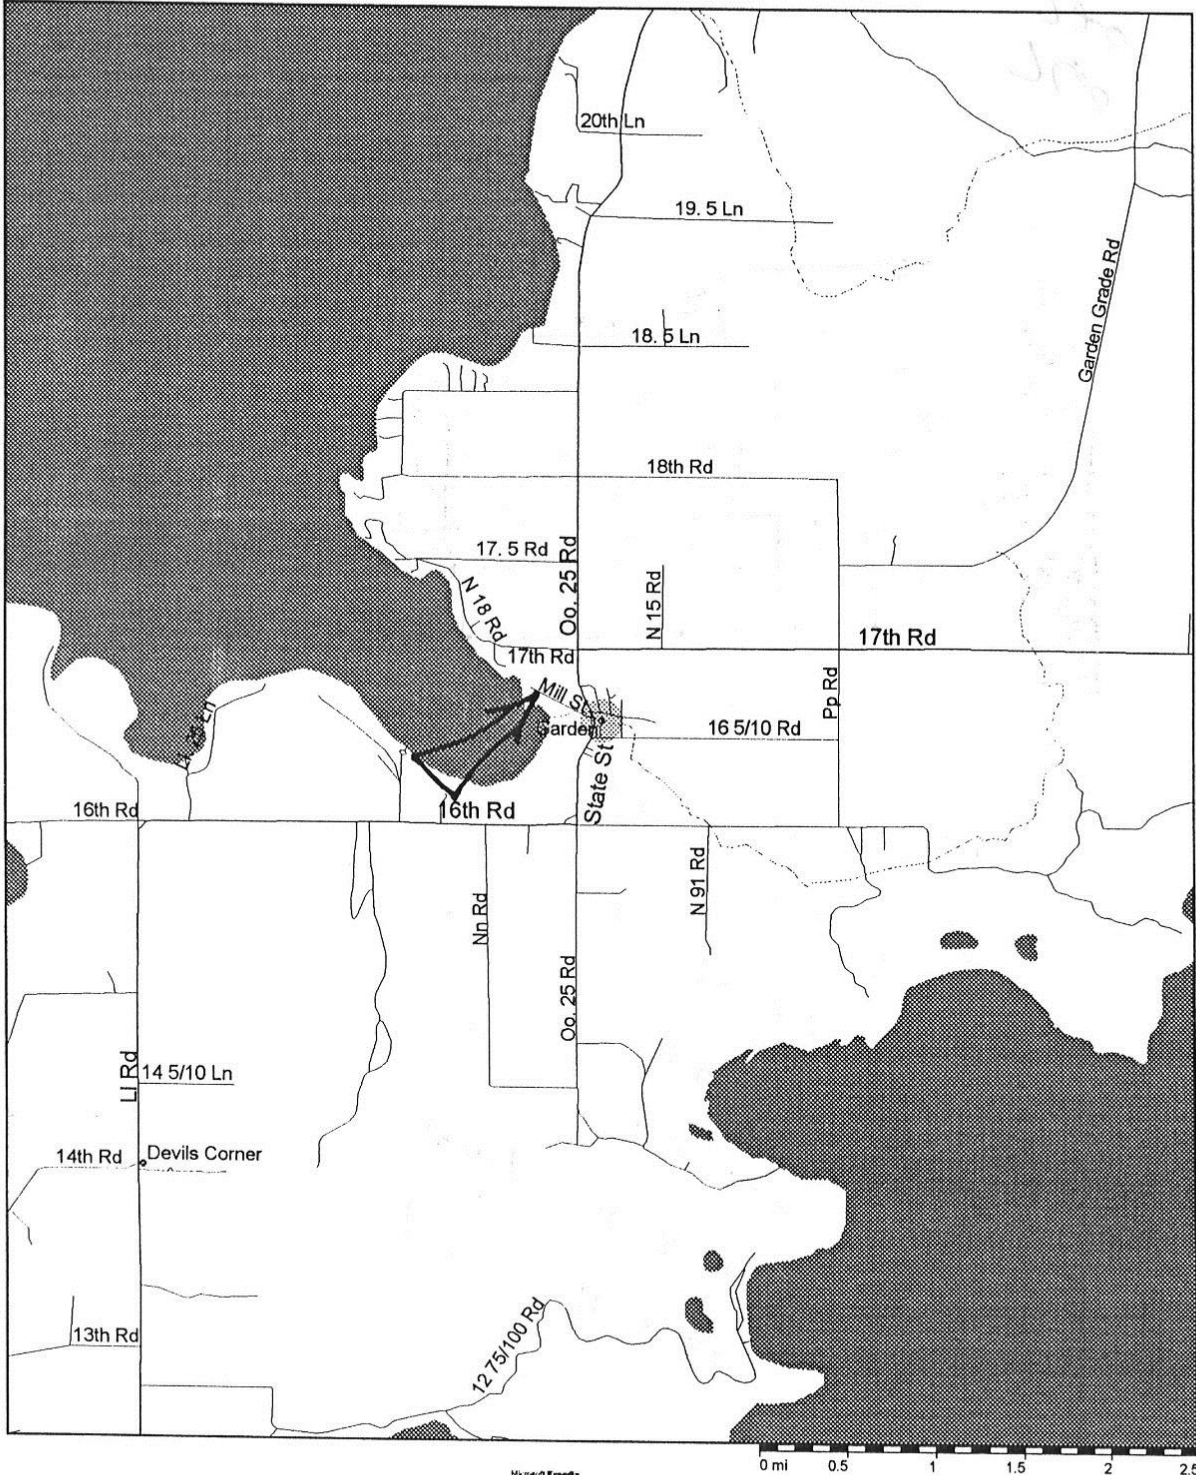 20th Ln
19. 5 Ln
Garden Grade Rd
18. 5 Ln
18th Rd
17. 5 Rd
Oo. 25 Rd
N 18 Rd
N 15 Rd
17th Rd
17th Rd
Mill St
Pp Rd
Garden
16 5/10 Rd
State St
16th Rd
16th Rd
N 91 Rd
Nn Rd
Oo. 25 Rd
Ll Rd
14 5/10 Ln
14th Rd
Devils Corner
13th Rd
12 75/100 Rd
0 mi 0.5 1 1.5 2 2.5